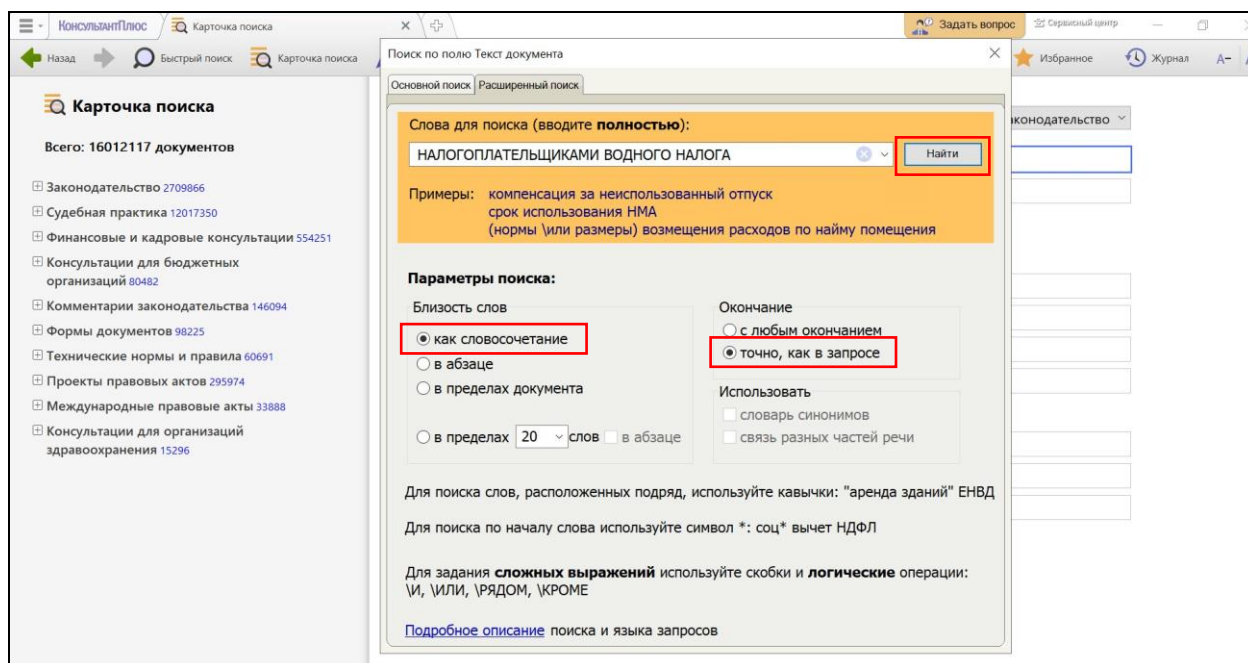 КонсультантПлюс
Карточка поиска
Задать вопрос
Сервисный центр
Назад
Быстрый поиск
Карточка поиска
Избранное
Журнал
A−
Карточка поиска
Всего: 16012117 документов
Законодательство 2709866
Судебная практика 12017350
Финансовые и кадровые консультации 554251
Консультации для бюджетных
организаций 80482
Комментарии законодательства 146094
Формы документов 98225
Технические нормы и правила 60691
Проекты правовых актов 295974
Международные правовые акты 33888
Консультации для организаций
здравоохранения 15296
Поиск по полю Текст документа
Основной поиск Расширенный поиск
Слова для поиска (вводите полностью):
НАЛОГОПЛАТЕЛЬЩИКАМИ ВОДНОГО НАЛОГА
Найти
Примеры: компенсация за неиспользованный отпуск
срок использования НМА
(нормы \или размеры) возмещения расходов по найму помещения
Параметры поиска:
Близость слов
как словосочетание
в абзаце
в пределах документа
в пределах 20 слов в абзаце
Окончание
с любым окончанием
точно, как в запросе
Использовать
словарь синонимов
связь разных частей речи
Для поиска слов, расположенных подряд, используйте кавычки: "аренда зданий" ЕНВД
Для поиска по началу слова используйте символ *: соц* вычет НДФЛ
Для задания сложных выражений используйте скобки и логические операции:
\И, \ИЛИ, \РЯДОМ, \КРОМЕ
Подробное описание поиска и языка запросов